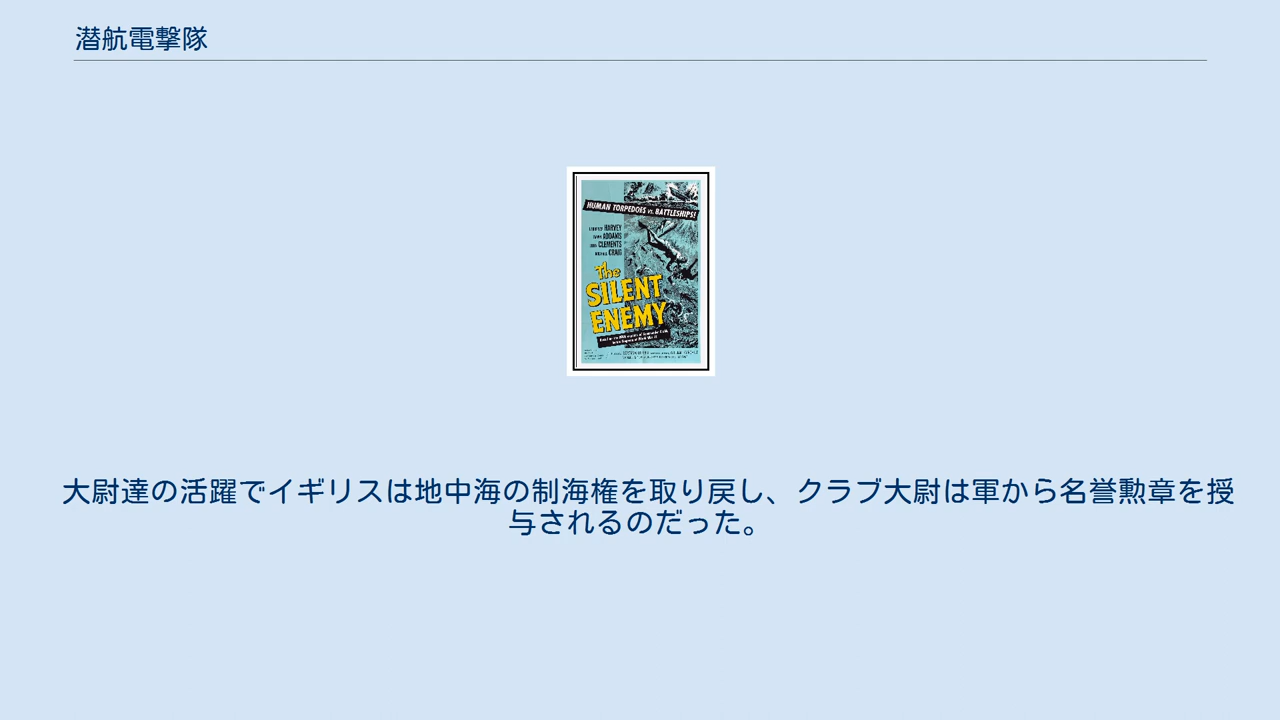 潜航電撃隊
HUMAN TORPEDOES vs. BATTLESHIPS!
HARVEY
ADDAMS
CLEMENTS
CRAIG
The
SILENT
ENEMY
大尉達の活躍でイギリスは地中海の制海権を取り戻し、クラブ大尉は軍から名誉勲章を授
与されるのだった。